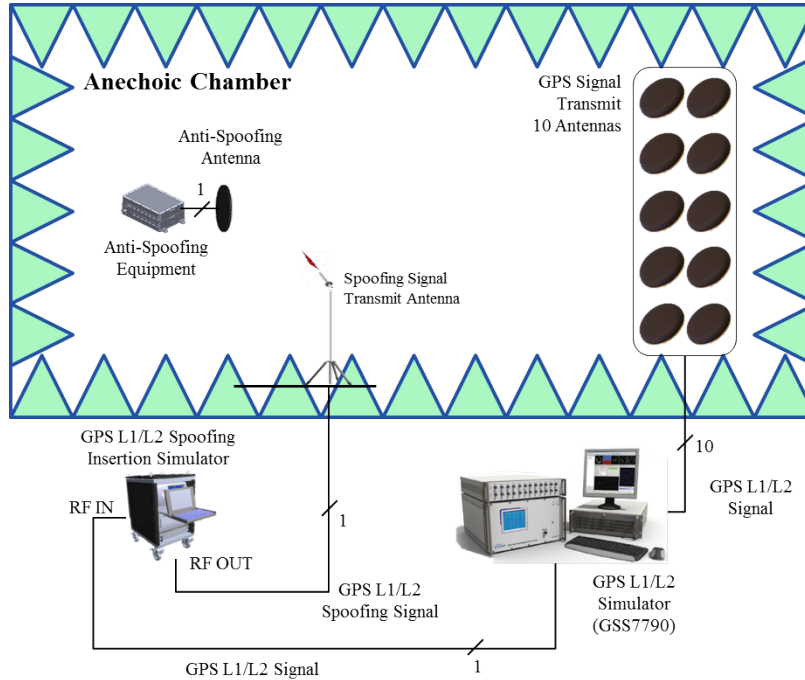 Anechoic Chamber
GPS Signal
Transmit
10 Antennas
Anti-Spoofing
Antenna
1
Anti-Spoofing
Equipment
Spoofing Signal
Transmit Antenna
GPS L1/L2 Spoofing
Insertion Simulator
RF IN
RF OUT
1
GPS L1/L2
Spoofing Signal
10
GPS L1/L2
Signal
GPS L1/L2
Simulator
(GSS7790)
GPS L1/L2 Signal
1